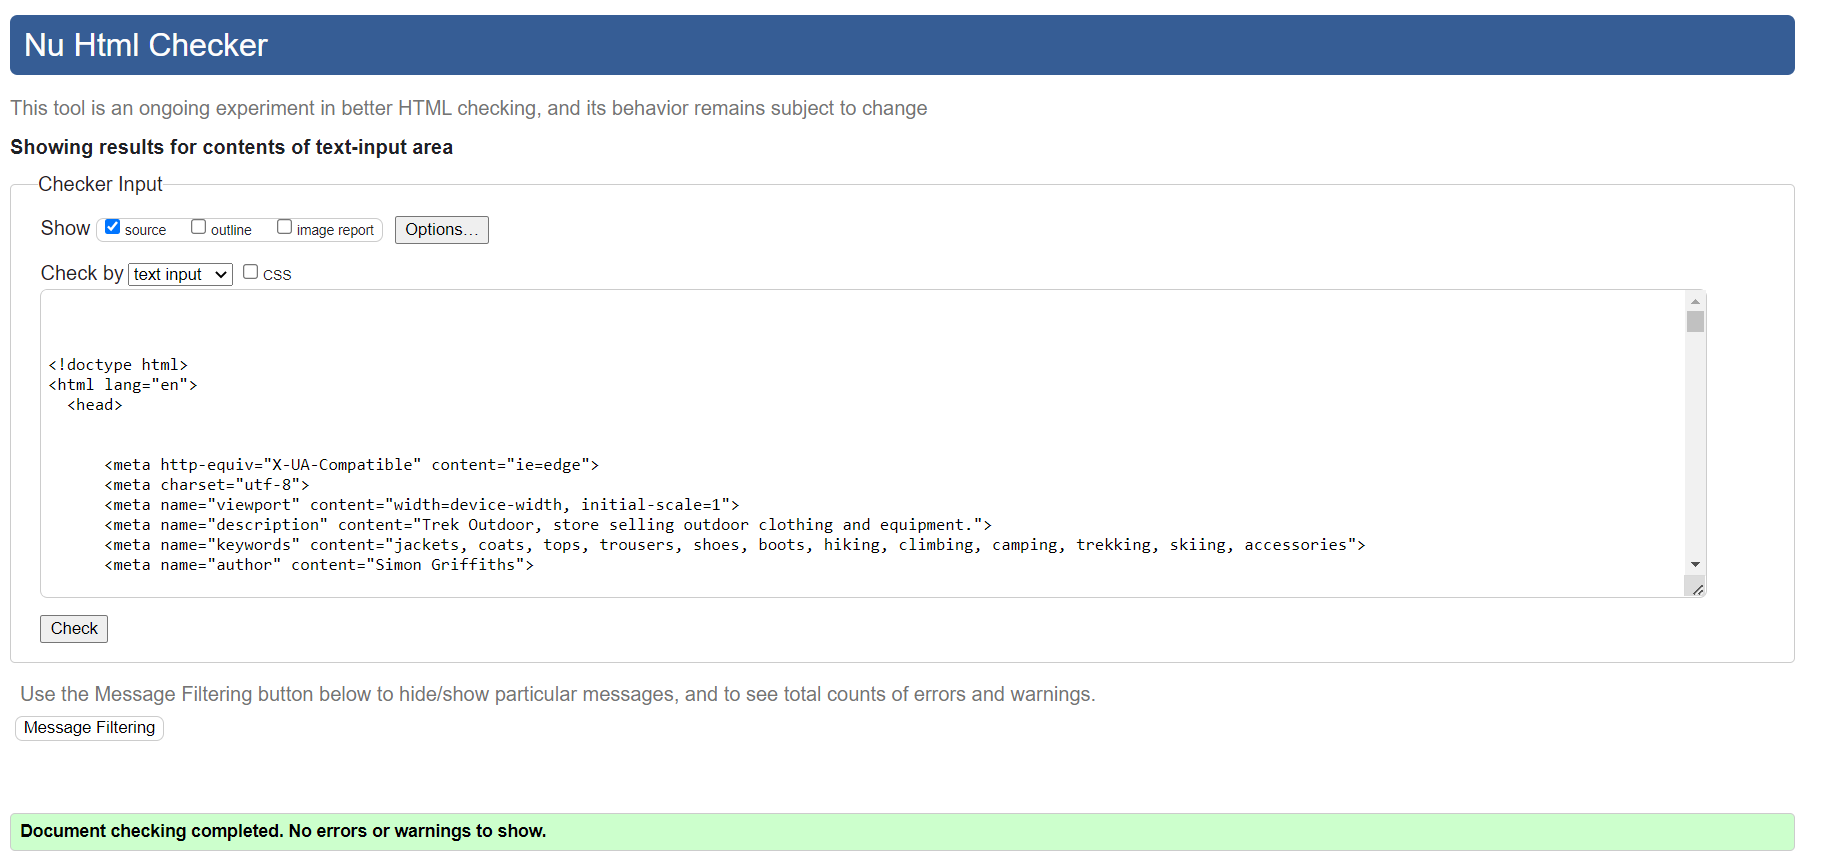 Nu Html Checker
This tool is an ongoing experiment in better HTML checking, and its behavior remains subject to change
Showing results for contents of text-input area
Checker Input
Show source outline image report Options...
Check by text input CSS
<!doctype html>
<html lang="en">
<head>
<meta http-equiv="X-UA-Compatible" content="ie=edge">
<meta charset="utf-8">
<meta name="viewport" content="width=device-width, initial-scale=1">
<meta name="description" content="Trek Outdoor, store selling outdoor clothing and equipment.">
<meta name="keywords" content="jackets, coats, tops, trousers, shoes, boots, hiking, climbing, camping, trekking, skiing, accessories">
<meta name="author" content="Simon Griffiths">
Check
Use the Message Filtering button below to hide/show particular messages, and to see total counts of errors and warnings.
Message Filtering
Document checking completed. No errors or warnings to show.